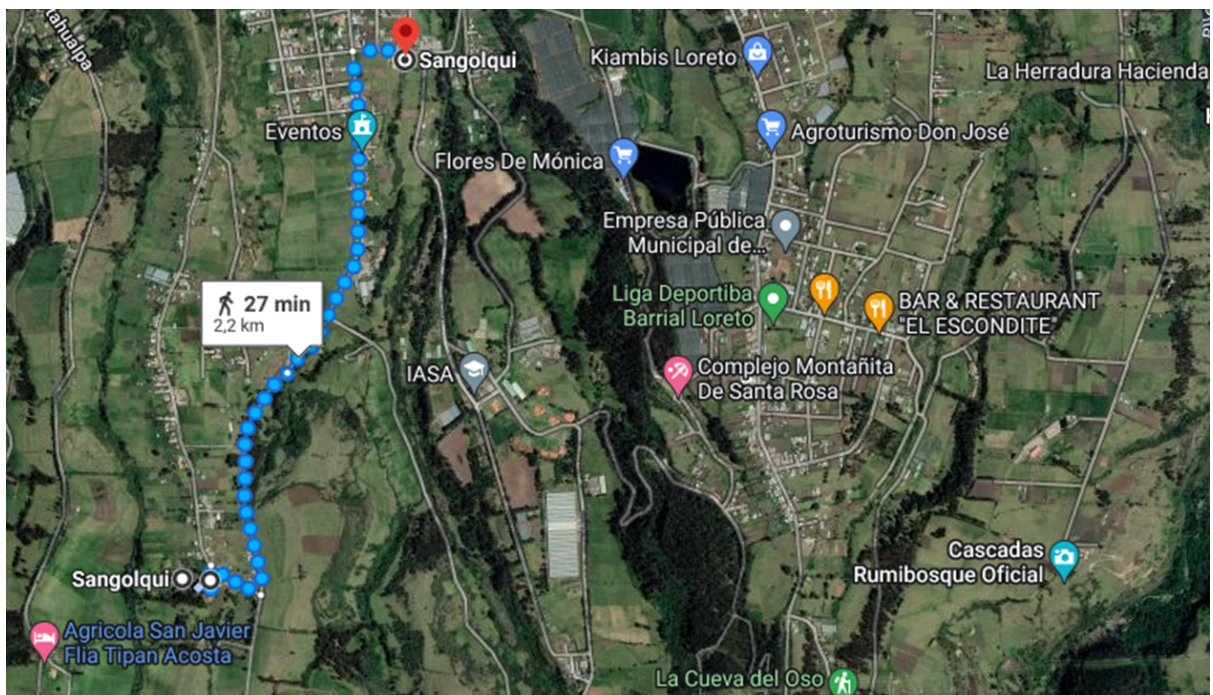 tahualpa
Sangolqui
Kiambis Loreto
La Herradura Hacienda
Eventos
Agroturismo Don José
Flores De Mónica
Empresa Pública
Municipal de...
27 min
2,2 km
Liga Deportiba
Barrial Loreto
BAR & RESTAURANT
"EL ESCONDITE"
IASA
Complejo Montañita
De Santa Rosa
Cascadas
Rumibosque Oficial
Sangolqui
Agricola San Javier
Flia Tipan Acosta
La Cueva del Oso